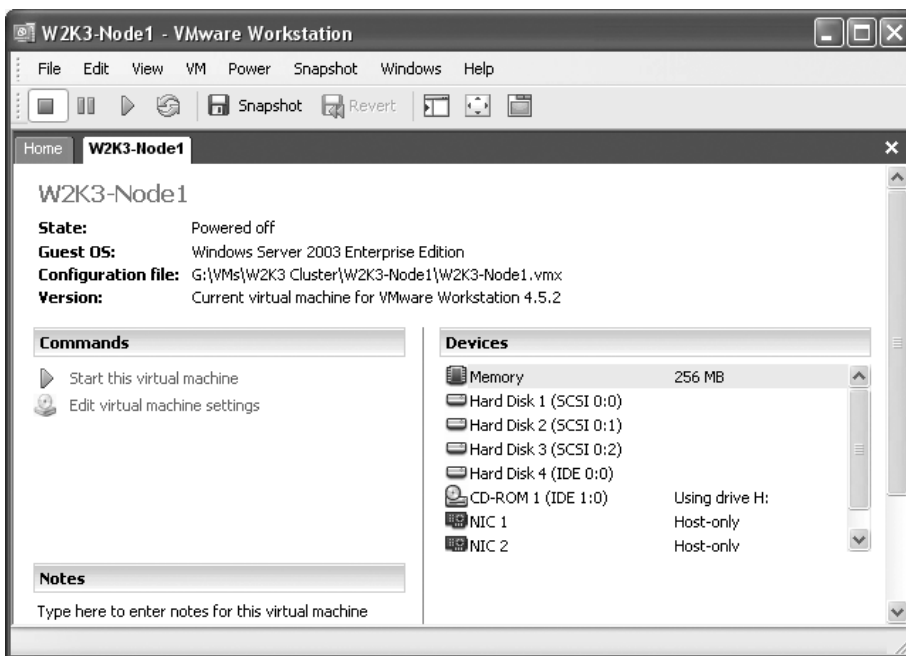 W2K3-Node1 - VMware Workstation
File Edit View VM Power Snapshot Windows Help
Snapshot Revert
Home W2K3-Node1
W2K3-Node1
State: Powered off
Guest OS: Windows Server 2003 Enterprise Edition
Configuration file: G:\VMs\W2K3 Cluster\W2K3-Node1\W2K3-Node1.vmx
Version: Current virtual machine for VMware Workstation 4.5.2
Commands
Start this virtual machine
Edit virtual machine settings
Notes
Type here to enter notes for this virtual machine
Devices
Memory 256 MB
Hard Disk 1 (SCSI 0:0)
Hard Disk 2 (SCSI 0:1)
Hard Disk 3 (SCSI 0:2)
Hard Disk 4 (IDE 0:0)
CD-ROM 1 (IDE 1:0) Using drive H:
NIC 1 Host-only
NIC 2 Host-only